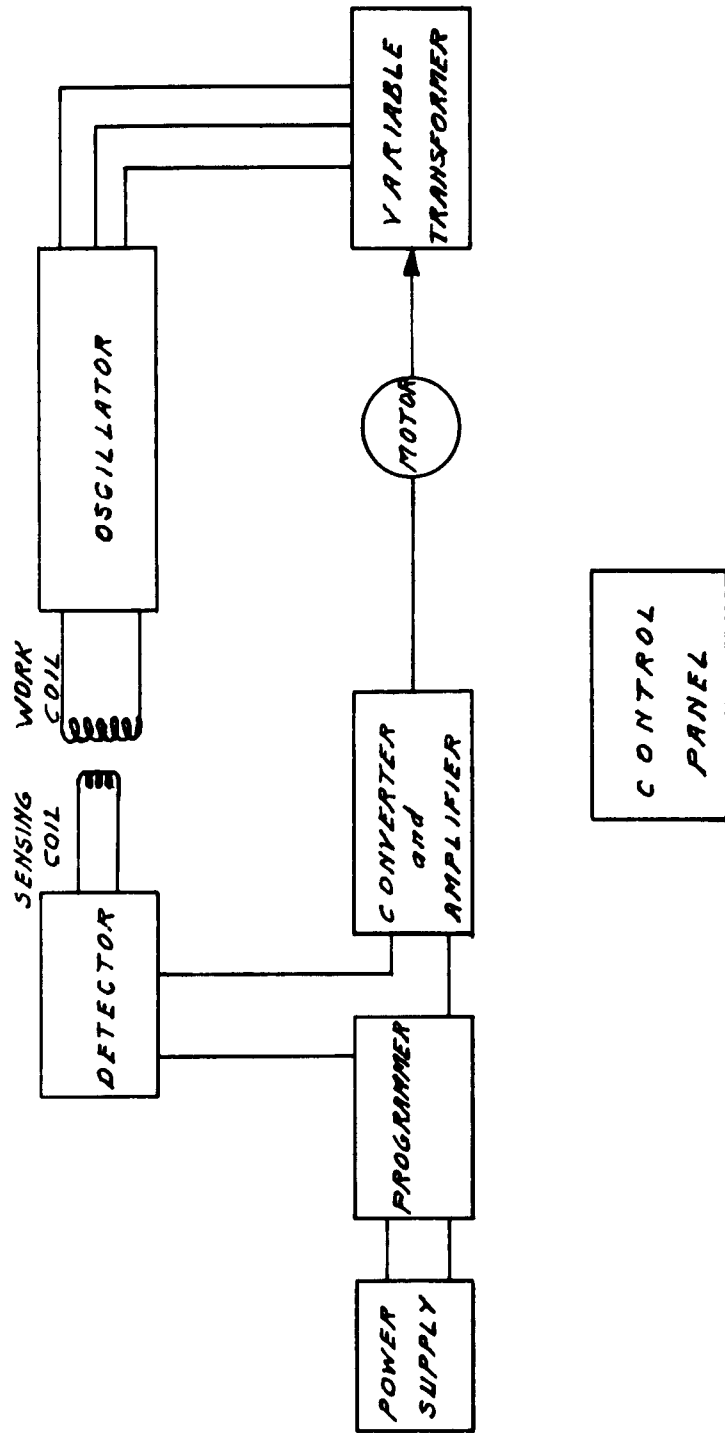 SENSING
COIL
WORK
COIL
DETECTOR
OSCILLATOR
POWER
SUPPLY
PROGRAMMER
CONVERTER
and
AMPLIFIER
MOTOR
VARIABLE
TRANSFORMER
CONTROL
PANEL